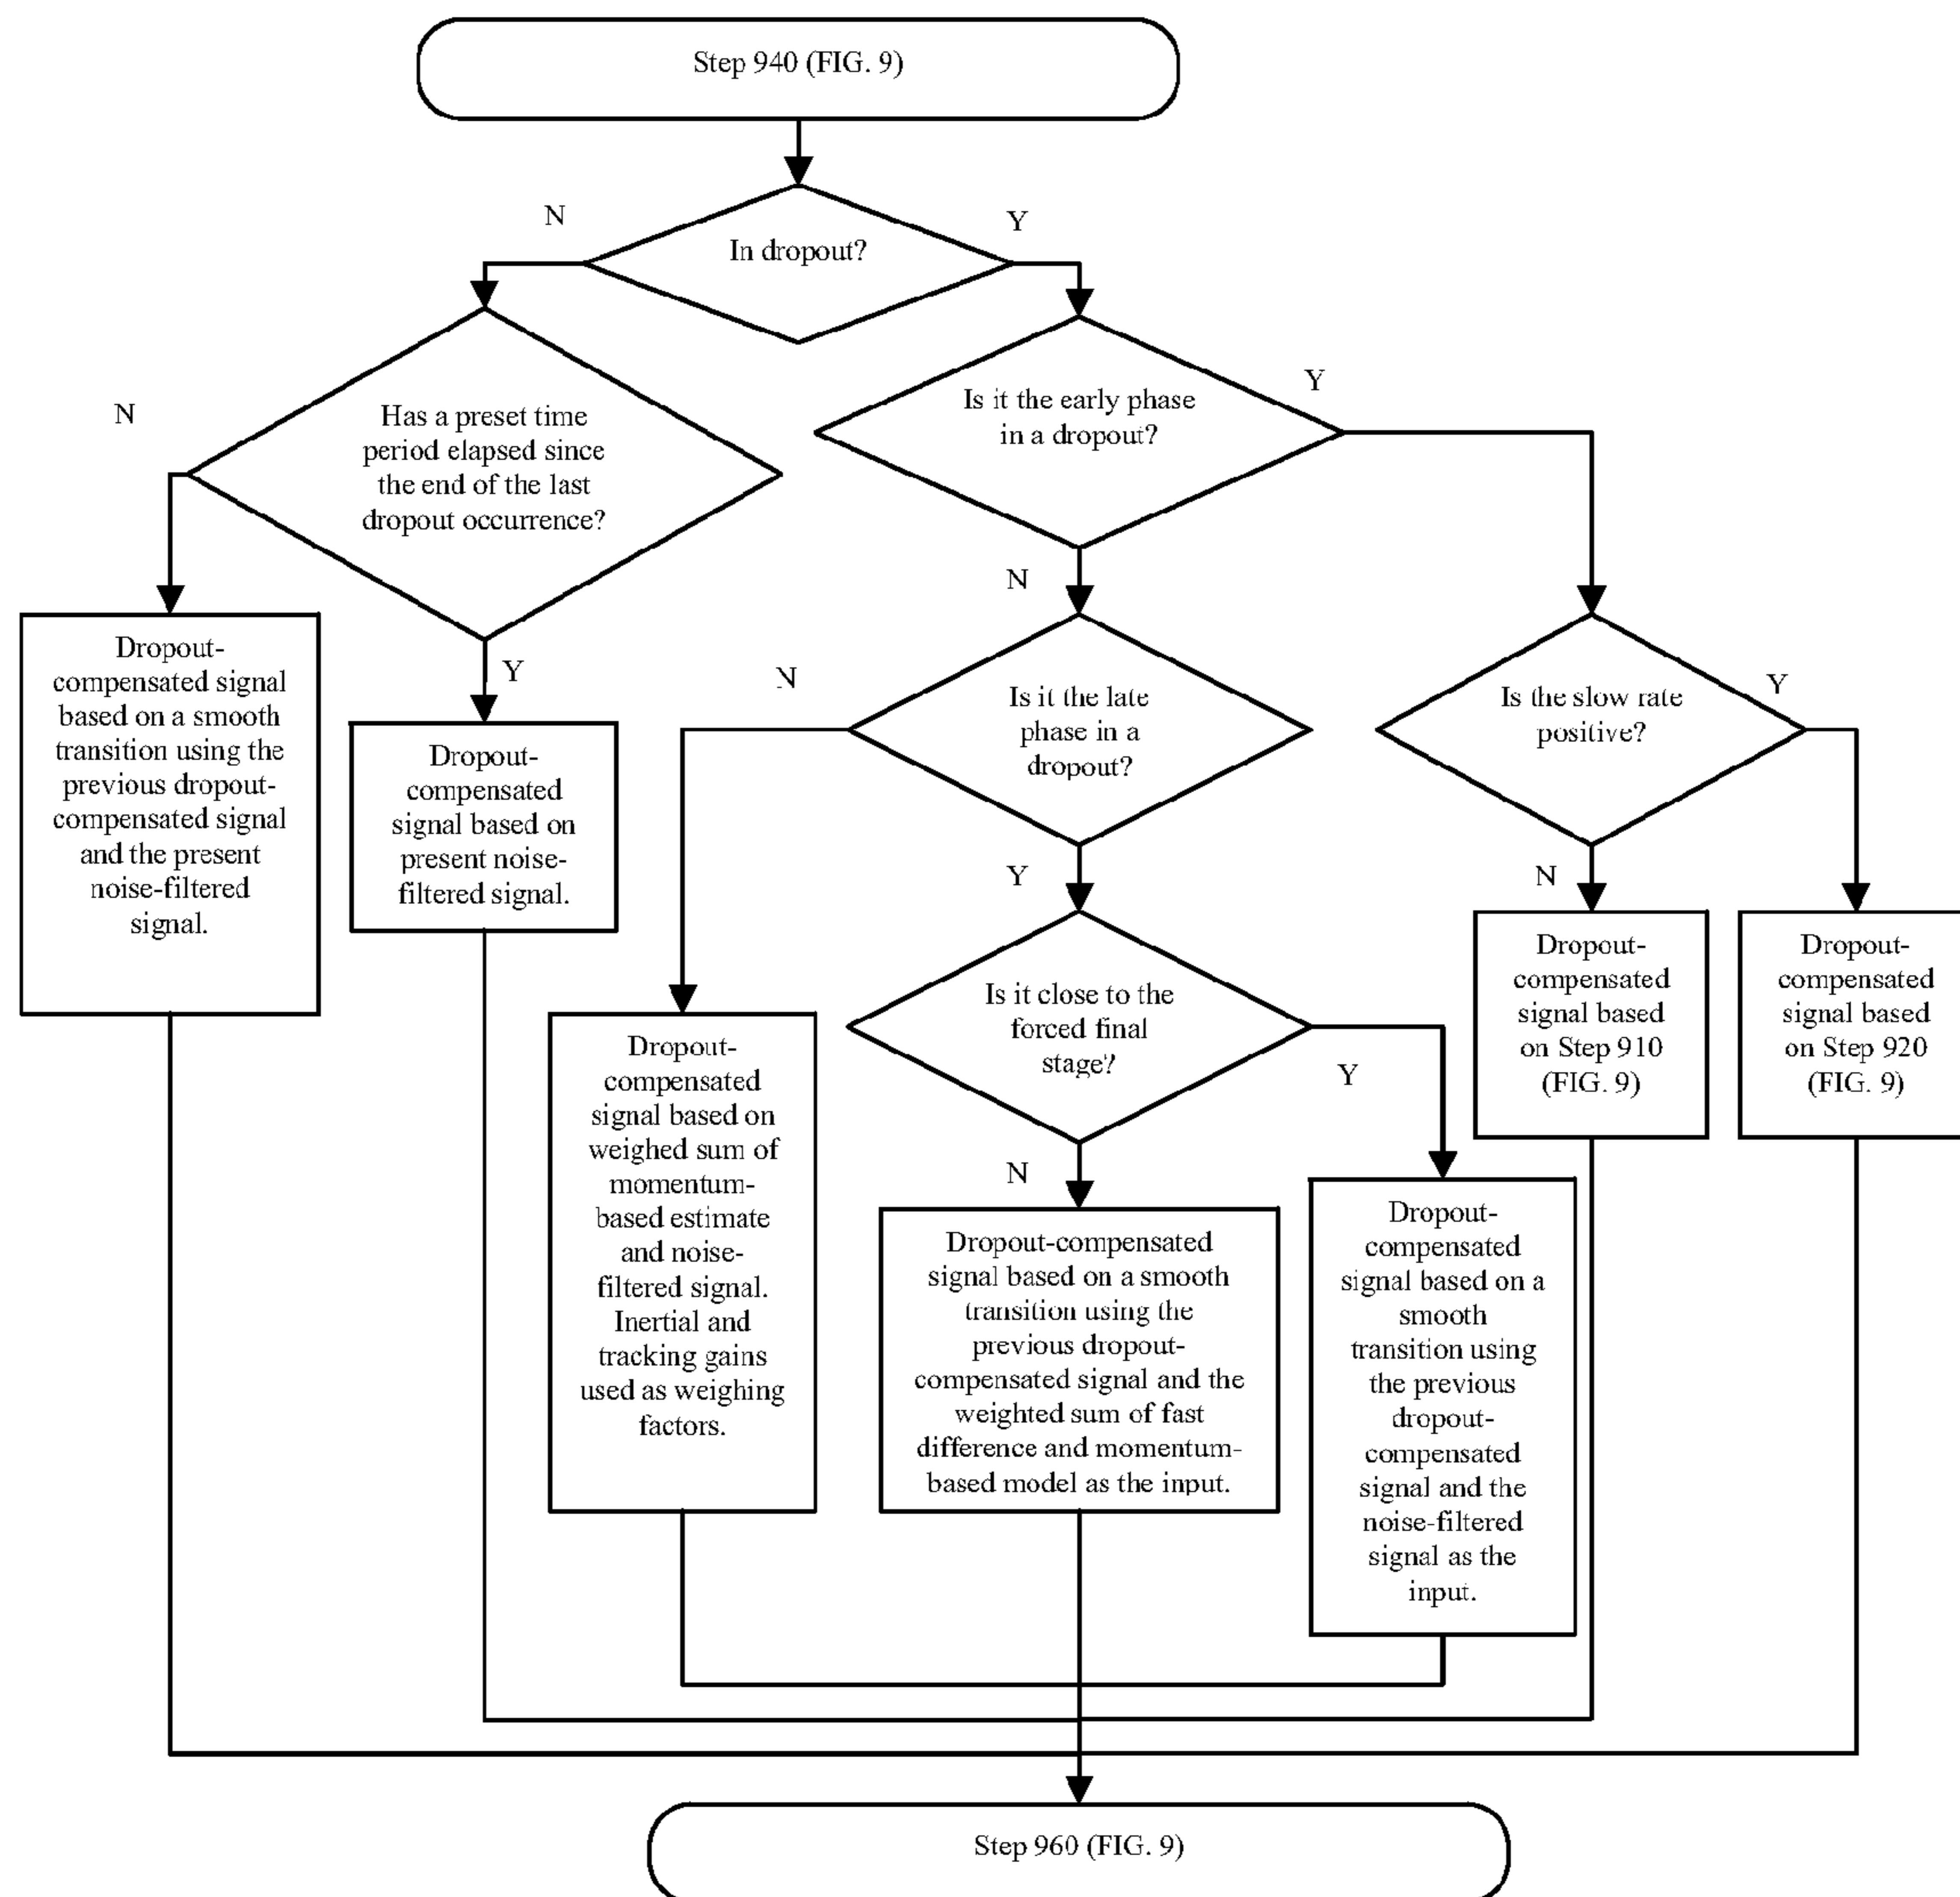 Step 940 (FIG. 9)
N
Y
In dropout?
N
Has a preset time
period elapsed since
the end of the last
dropout occurrence?
Y
Is it the early phase
in a dropout?
Y
N
Dropout-
compensated signal
based on a smooth
transition using the
previous dropout-
compensated signal
and the present
noise-filtered
signal.
Dropout-
compensated
signal based on
present noise-
filtered signal.
N
Is it the late
phase in a
dropout?
Y
Is the slow rate
positive?
Y
N
Dropout-
compensated
signal based on
weighed sum of
momentum-
based estimate
and noise-
filtered signal.
Inertial and
tracking gains
used as weighing
factors.
Is it close to the
forced final
stage?
Y
N
Dropout-
compensated
signal based
on Step 910
(FIG. 9)
Dropout-
compensated
signal based
on Step 920
(FIG. 9)
Dropout-compensated
signal based on a smooth
transition using the
previous dropout-
compensated signal and the
weighted sum of fast
difference and momentum-
based model as the input.
Dropout-
compensated
signal based on a
smooth
transition using
the previous
dropout-
compensated
signal and the
noise-filtered
signal as the
input.
Step 960 (FIG. 9)